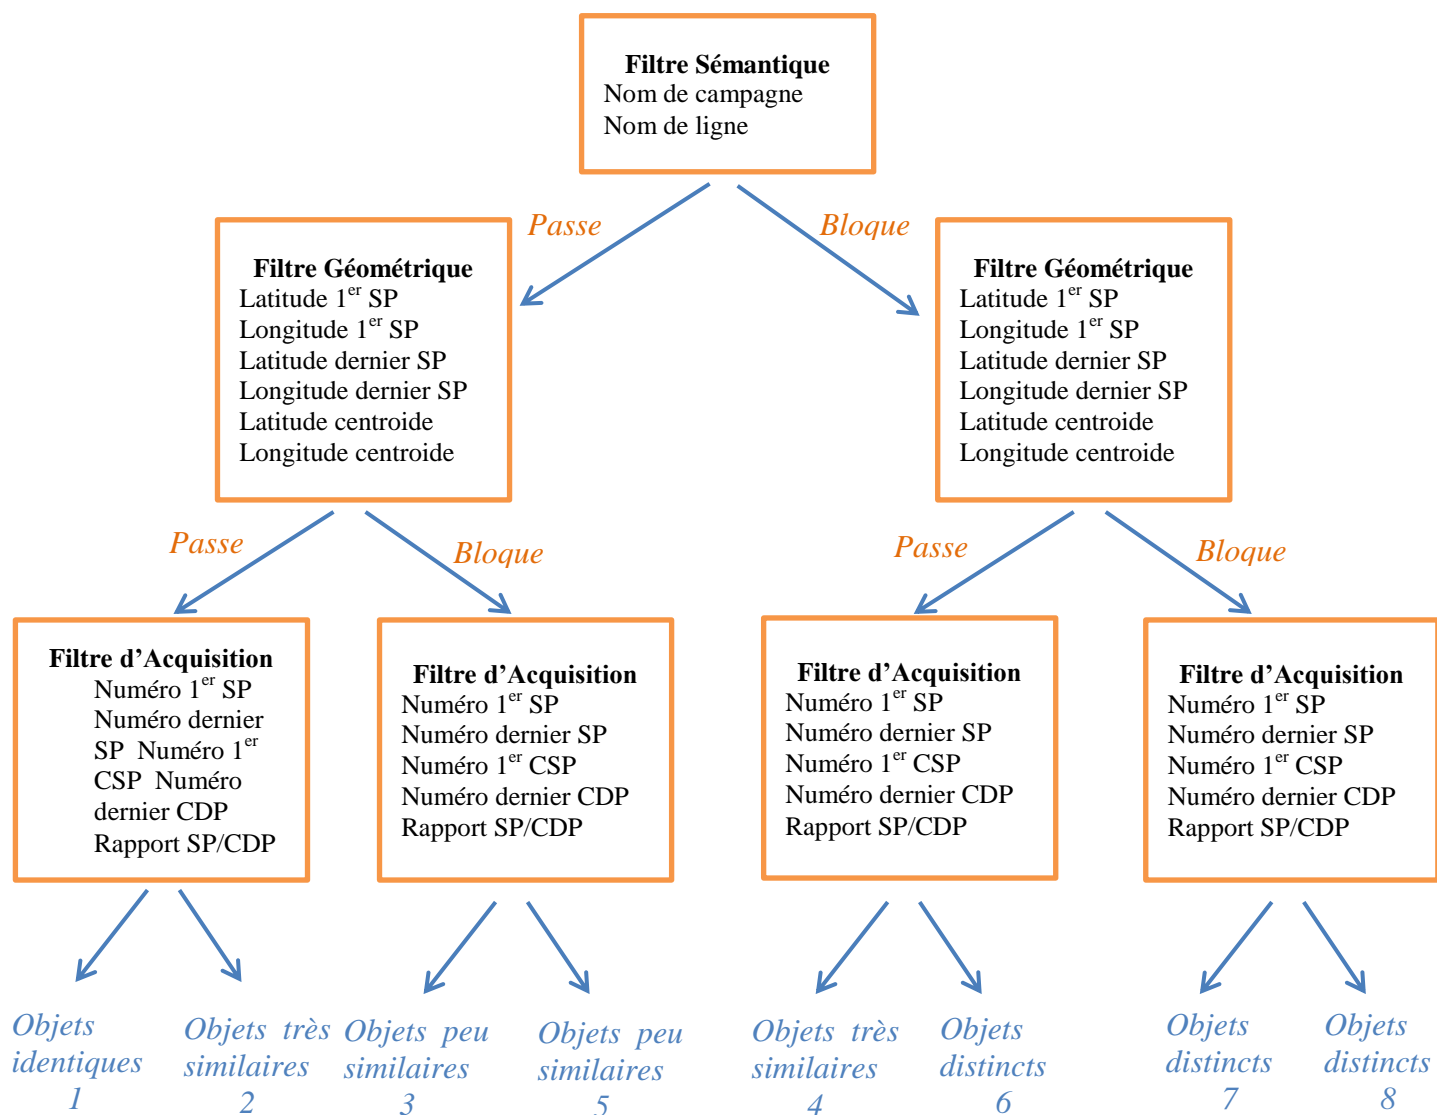 Filtre Sémantique
Nom de campagne
Nom de ligne
Passe
Bloque
Filtre Géométrique
Latitude 1er SP
Longitude 1er SP
Latitude dernier SP
Longitude dernier SP
Latitude centroide
Longitude centroide
Filtre Géométrique
Latitude 1er SP
Longitude 1er SP
Latitude dernier SP
Longitude dernier SP
Latitude centroide
Longitude centroide
Passe
Bloque
Passe
Bloque
Filtre d’Acquisition
Numéro 1er SP
Numéro dernier
SP Numéro 1er
CSP Numéro
dernier CDP
Rapport SP/CDP
Filtre d’Acquisition
Numéro 1er SP
Numéro dernier SP
Numéro 1er CSP
Numéro dernier CDP
Rapport SP/CDP
Filtre d’Acquisition
Numéro 1er SP
Numéro dernier SP
Numéro 1er CSP
Numéro dernier CDP
Rapport SP/CDP
Filtre d’Acquisition
Numéro 1er SP
Numéro dernier SP
Numéro 1er CSP
Numéro dernier CDP
Rapport SP/CDP
Objets
identiques
1
Objets très
similaires
2
Objets peu
similaires
3
Objets peu
similaires
5
Objets très
similaires
4
Objets
distincts
6
Objets
distincts
7
Objets
distincts
8